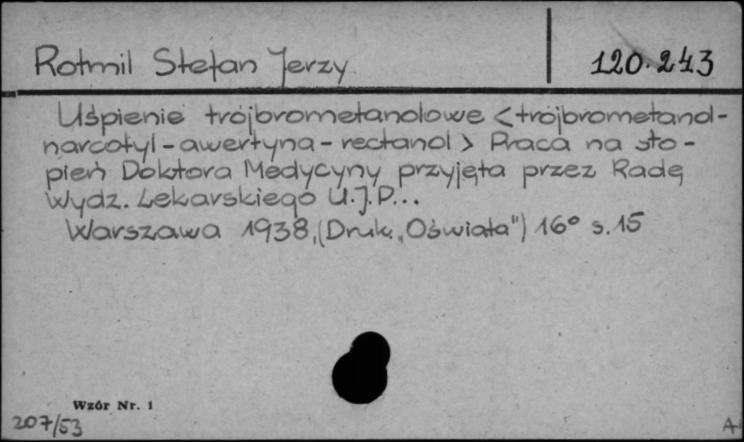 Rotmil Stefan Jerzy 120.243
Uśpienie trójbrometanolowe <trójbrometanol-
narcotyl-awertyna-rectanol> Praca na sto-
pień Doktora Medycyny przyjęta przez Radę
Wydz. Lekarskiego U.J.P...
Warszawa 1938,(Druk. „Oświata") 16° s.15
Wzór Nr. 1
207/53
A